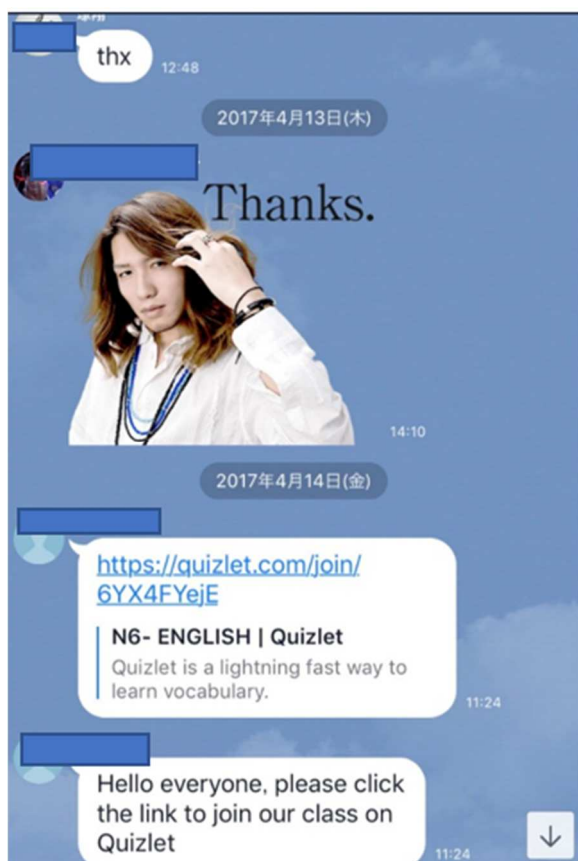 thx
12:48
2017年4月13日(木)
Thanks.
14:10
2017年4月14日(金)
https://quizlet.com/join/
6YX4FYejE
N6- ENGLISH | Quizlet
Quizlet is a lightning fast way to
learn vocabulary.
11:24
Hello everyone, please click
the link to join our class on
Quizlet
11:24